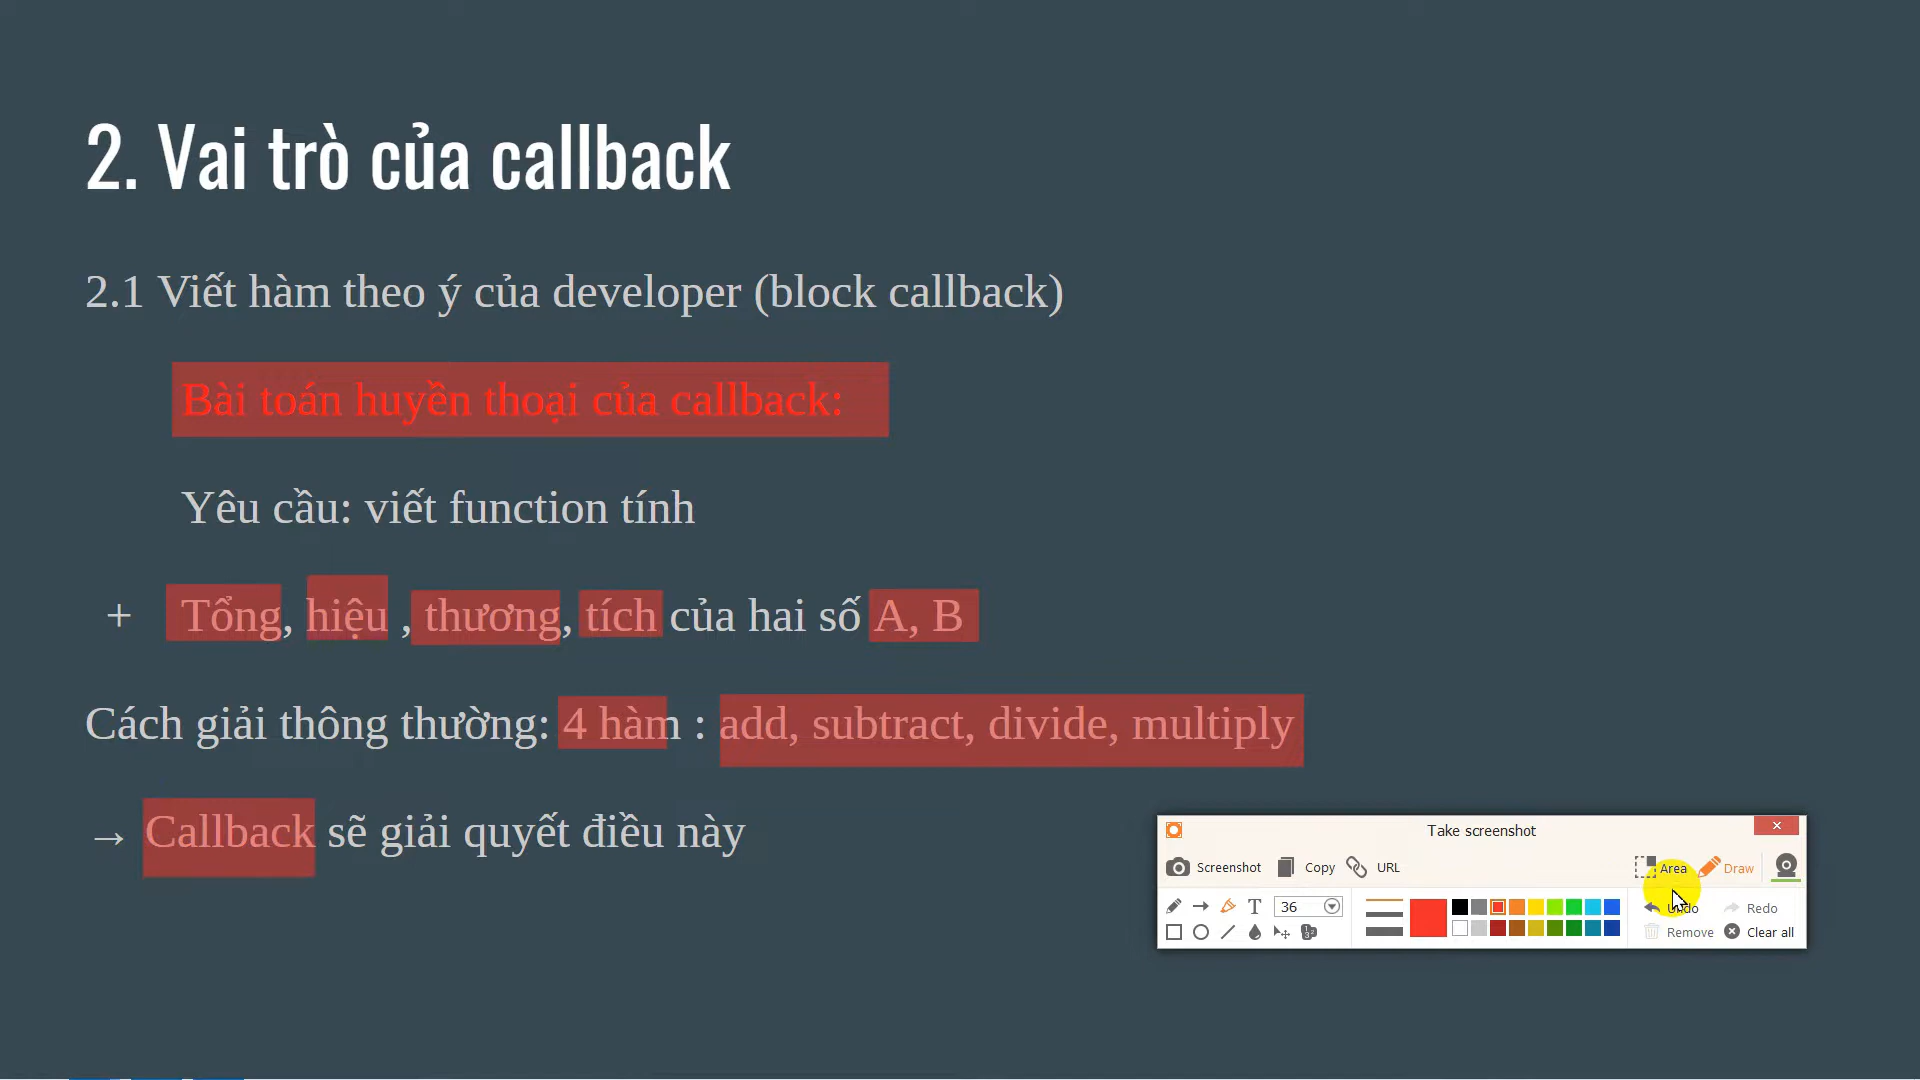 2. Vai trò của callback
2.1 Viết hàm theo ý của developer (block callback)
Bài toán huyền thoại của callback:
Yêu cầu: viết function tính
+ Tổng, hiệu , thương, tích của hai số A, B
Cách giải thông thường: 4 hàm : add, subtract, divide, multiply
→ Callback sẽ giải quyết điều này
Take screenshot
Screenshot Copy URL Area Draw
T 36 Undo Redo
Remove Clear all